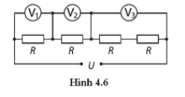 V₁ V₂ V₃
R R R R
U
Hình 4.6